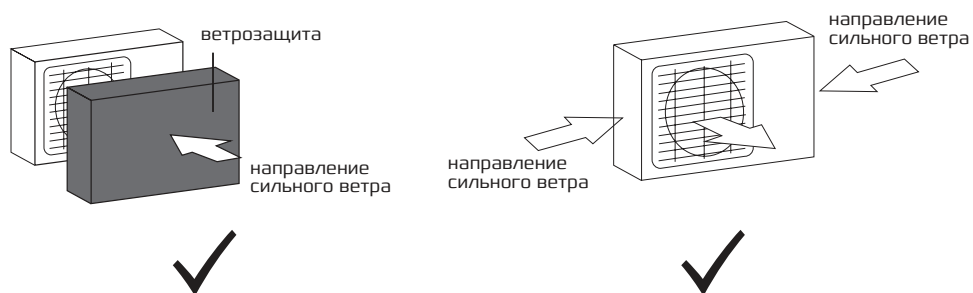 ветрозащита
направление
сильного ветра
направление
сильного ветра
направление
сильного ветра